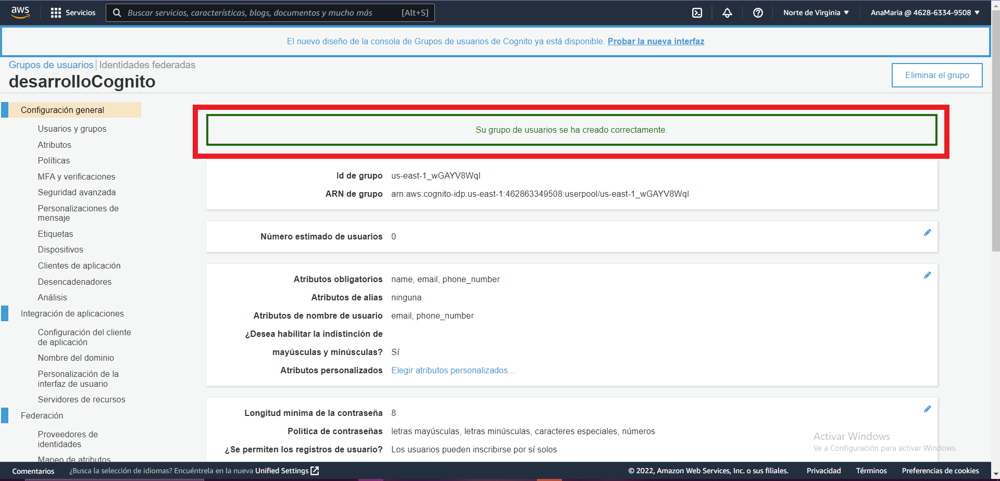 aws
Servicios
Buscar servicios, características, blogs, documentos y mucho más
[Alt+S]
Norte de Virginia
AnaMaria @ 4628-6334-9508
El nuevo diseño de la consola de Grupos de usuarios de Cognito ya está disponible. Probar la nueva interfaz
Grupos de usuarios | Identidades federadas
desarrolloCognito
Eliminar el grupo
Configuración general
Usuarios y grupos
Atributos
Políticas
MFA y verificaciones
Seguridad avanzada
Personalizaciones de
mensaje
Etiquetas
Dispositivos
Clientes de aplicación
Desencadenadores
Análisis
Integración de aplicaciones
Configuración del cliente
de aplicación
Nombre del dominio
Personalización de la
interfaz de usuario
Servidores de recursos
Federación
Proveedores de
identidades
Mapeo de atributos
Su grupo de usuarios se ha creado correctamente.
Id de grupo us-east-1_wGAYV8Wql
ARN de grupo arn:aws:cognito-idp:us-east-1:462863349508:userpool/us-east-1_wGAYV8Wql
Número estimado de usuarios 0
Atributos obligatorios name, email, phone_number
Atributos de alias ninguna
Atributos de nombre de usuario email, phone_number
¿Desea habilitar la indistinción de
mayúsculas y minúsculas? Sí
Atributos personalizados Elegir atributos personalizados...
Longitud mínima de la contraseña 8
Política de contraseñas letras mayúsculas, letras minúsculas, caracteres especiales, números
¿Se permiten los registros de usuario? Los usuarios pueden inscribirse por sí solos
Activar Windows
Ve a Configuración para activar Windows.
Comentarios
¿Busca la selección de idiomas? Encuéntrela en la nueva Unified Settings
© 2022, Amazon Web Services, Inc. o sus filiales.
Privacidad
Términos
Preferencias de cookies